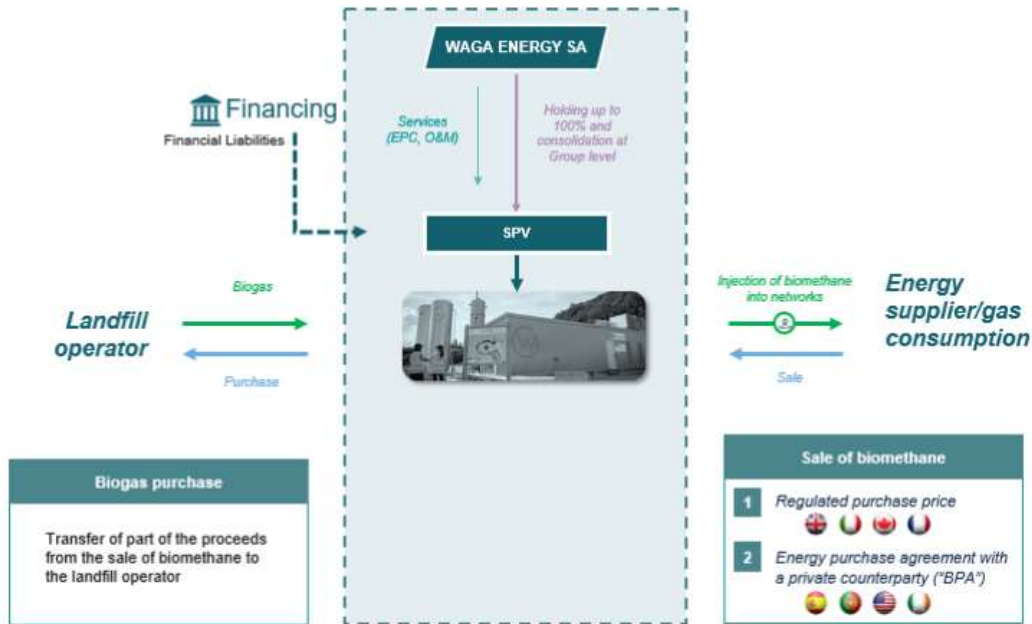 WAGA ENERGY SA
Financing
Financial Liabilities
Services
(EPC, O&M)
Holding up to
100% and
consolidation at
Group level
SPV
Landfill
operator
Biogas
Purchase
Injection of biomethane
into networks
Sale
Energy
supplier/gas
consumption
Biogas purchase
Transfer of part of the proceeds
from the sale of biomethane to
the landfill operator
Sale of biomethane
1 Regulated purchase price
2 Energy purchase agreement with
a private counterparty ("BPA")